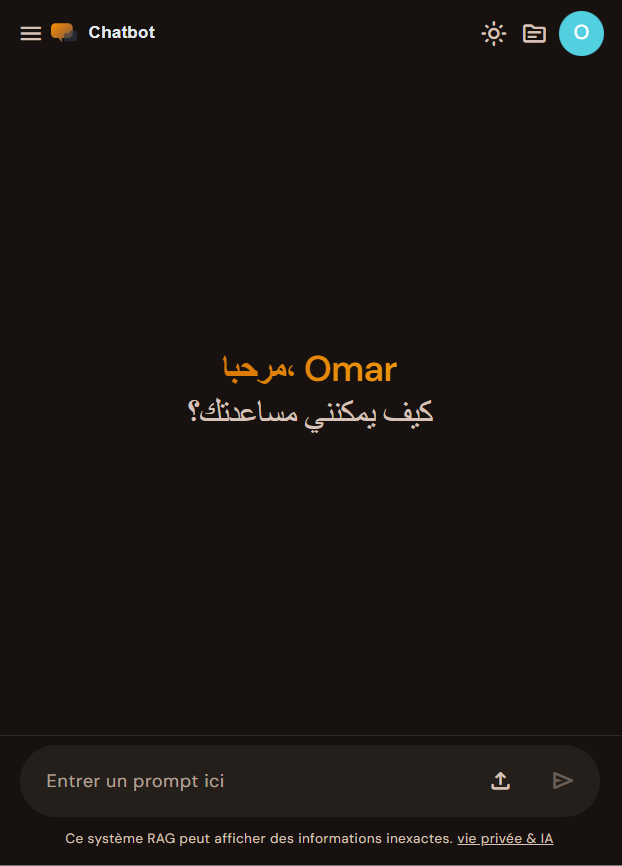 Chatbot
O
مرحبا، Omar
كيف يمكنني مساعدتك؟
Entrer un prompt ici
Ce système RAG peut afficher des informations inexactes. vie privée & IA